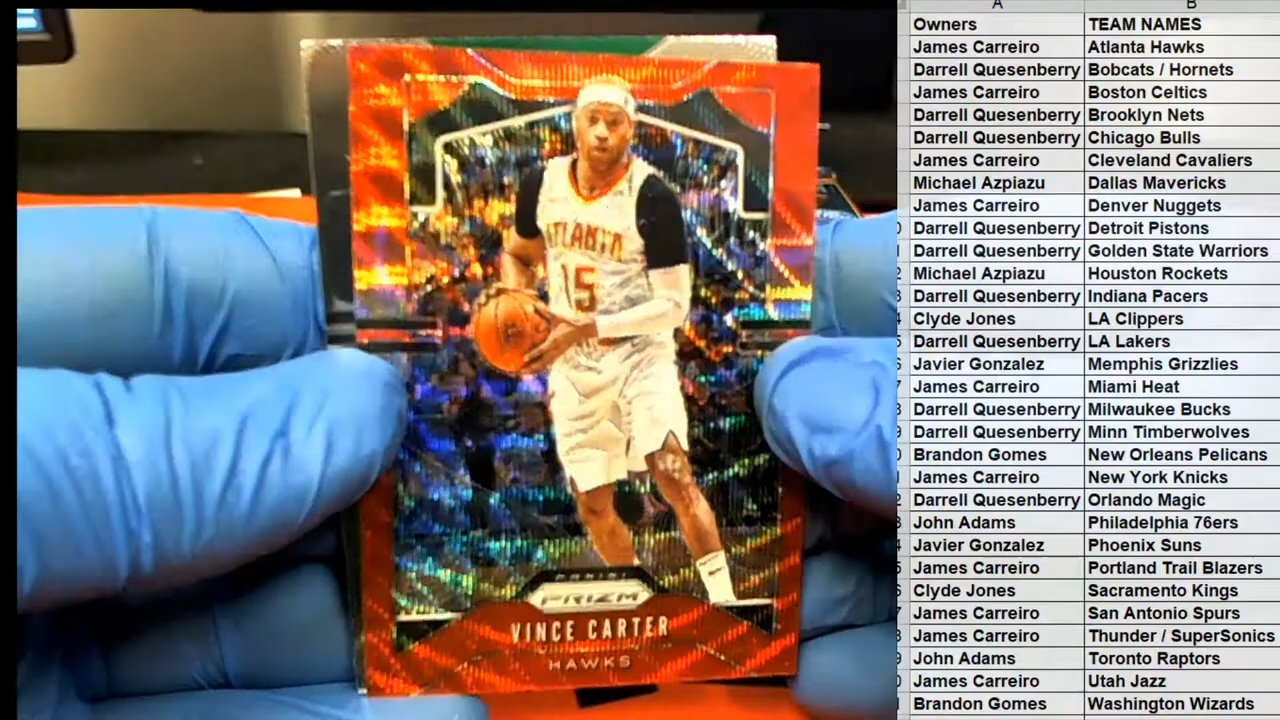 ATLANTA
15
PANINI
PRIZM
VINCE CARTER
HAWKS
A B
Owners TEAM NAMES
James Carreiro Atlanta Hawks
Darrell Quesenberry Bobcats / Hornets
James Carreiro Boston Celtics
Darrell Quesenberry Brooklyn Nets
Darrell Quesenberry Chicago Bulls
James Carreiro Cleveland Cavaliers
Michael Azpiazu Dallas Mavericks
James Carreiro Denver Nuggets
Darrell Quesenberry Detroit Pistons
Darrell Quesenberry Golden State Warriors
Michael Azpiazu Houston Rockets
Darrell Quesenberry Indiana Pacers
Clyde Jones LA Clippers
Darrell Quesenberry LA Lakers
Javier Gonzalez Memphis Grizzlies
James Carreiro Miami Heat
Darrell Quesenberry Milwaukee Bucks
Darrell Quesenberry Minn Timberwolves
Brandon Gomes New Orleans Pelicans
James Carreiro New York Knicks
Darrell Quesenberry Orlando Magic
John Adams Philadelphia 76ers
Javier Gonzalez Phoenix Suns
James Carreiro Portland Trail Blazers
Clyde Jones Sacramento Kings
James Carreiro San Antonio Spurs
James Carreiro Thunder / SuperSonics
John Adams Toronto Raptors
James Carreiro Utah Jazz
Brandon Gomes Washington Wizards